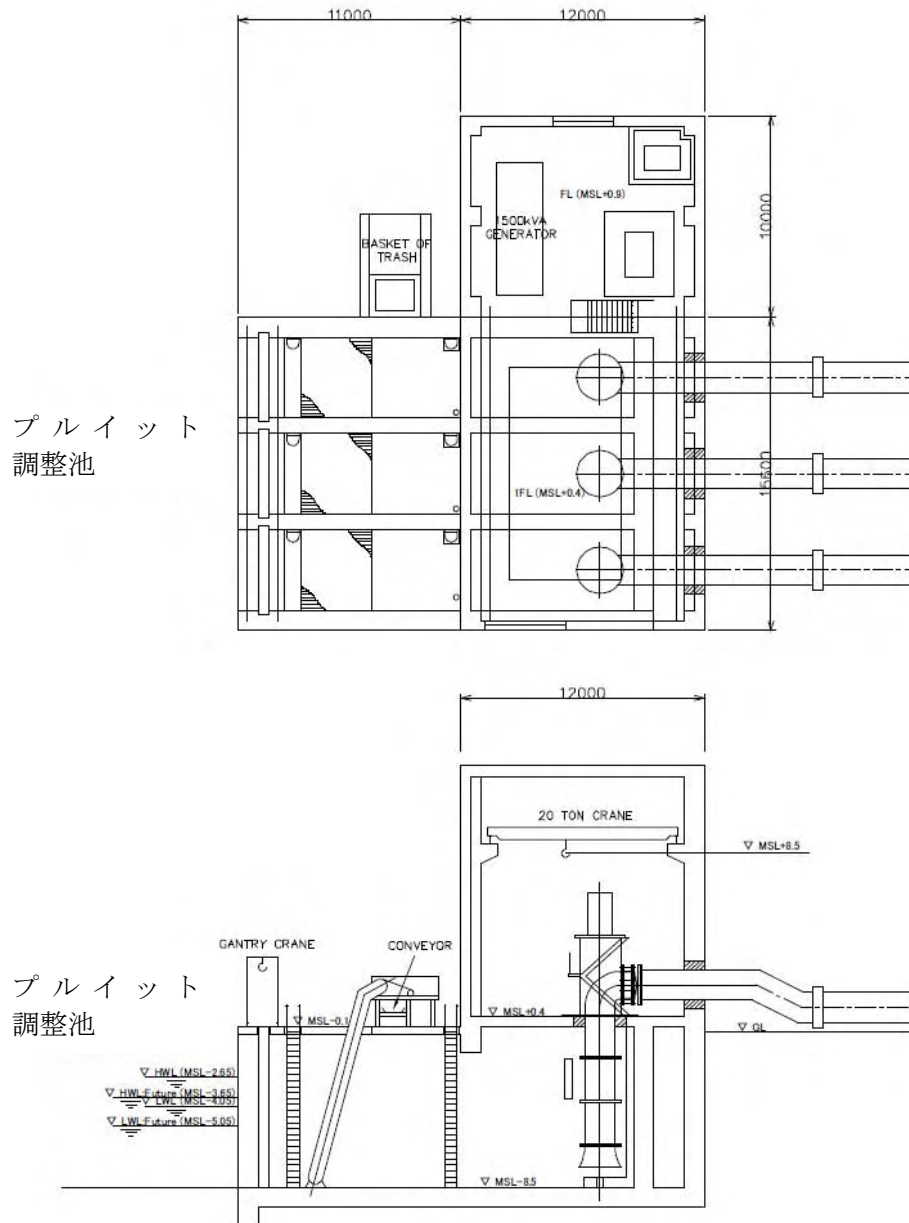 11000
12000
FL (MSL+0.9)
1500kVA
GENERATOR
10000
BASKET OF
TRASH
プルイット
調整池
1FL (MSL+0.4)
15600
12000
20 TON CRANE
▽ MSL+8.5
GANTRY CRANE
CONVEYOR
プルイット
調整池
▽ MSL-0.1
▽ MSL+0.4
▽ GL
▽ HWL (MSL-2.65)
▽ HWL:Future (MSL-3.65)
▽ LWL (MSL-4.05)
▽ LWL:Future (MSL-5.05)
▽ MSL-8.5